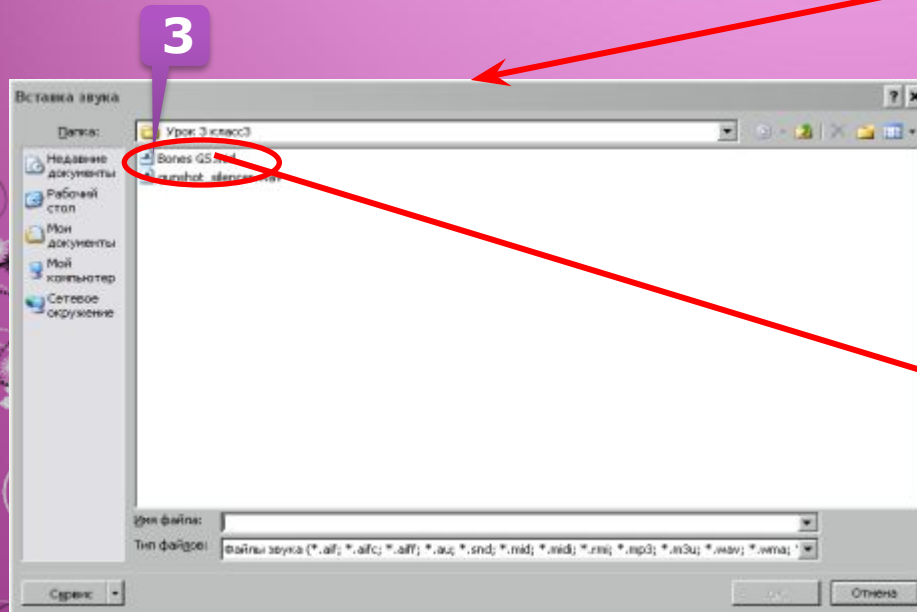 3
Вставка звука
Папка:
Урок 3 класс3
Недавние
документы
Рабочий
стол
Мои
документы
Мой
компьютер
Сетевое
окружение
Bones GS.mid
gunshot_silencer.wav
Имя файла:
Тип файлов:
Файлы звука (*.aif; *.aifc; *.aiff; *.au; *.snd; *.mid; *.midi; *.rmi; *.mp3; *.m3u; *.wav; *.wma;
Сервис
Отмена